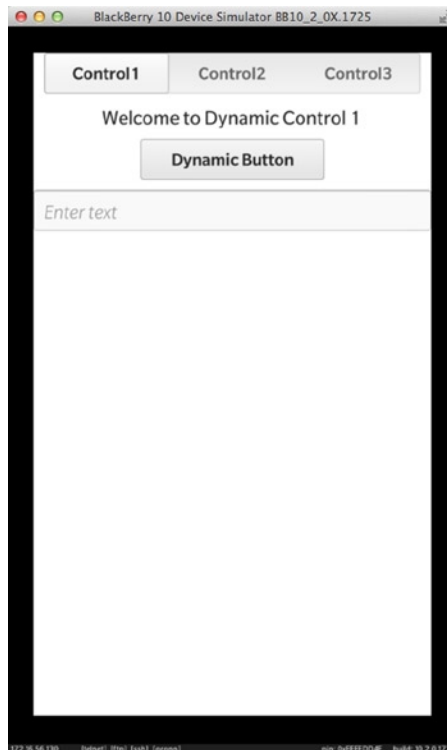 BlackBerry 10 Device Simulator BB10_2_0X.1725
Control1 Control2 Control3
Welcome to Dynamic Control 1
Dynamic Button
Enter text